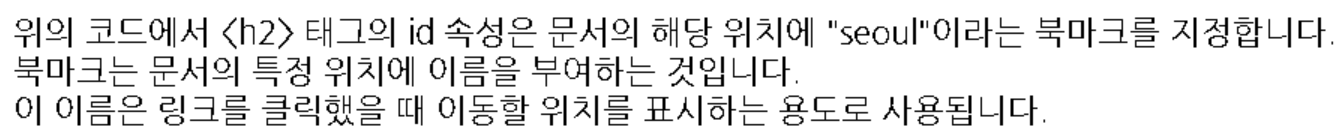 위의 코드에서 <h2> 태그의 id 속성은 문서의 해당 위치에 "seoul"이라는 북마크를 지정합니다.
북마크는 문서의 특정 위치에 이름을 부여하는 것입니다.
이 이름은 링크를 클릭했을 때 이동할 위치를 표시하는 용도로 사용됩니다.